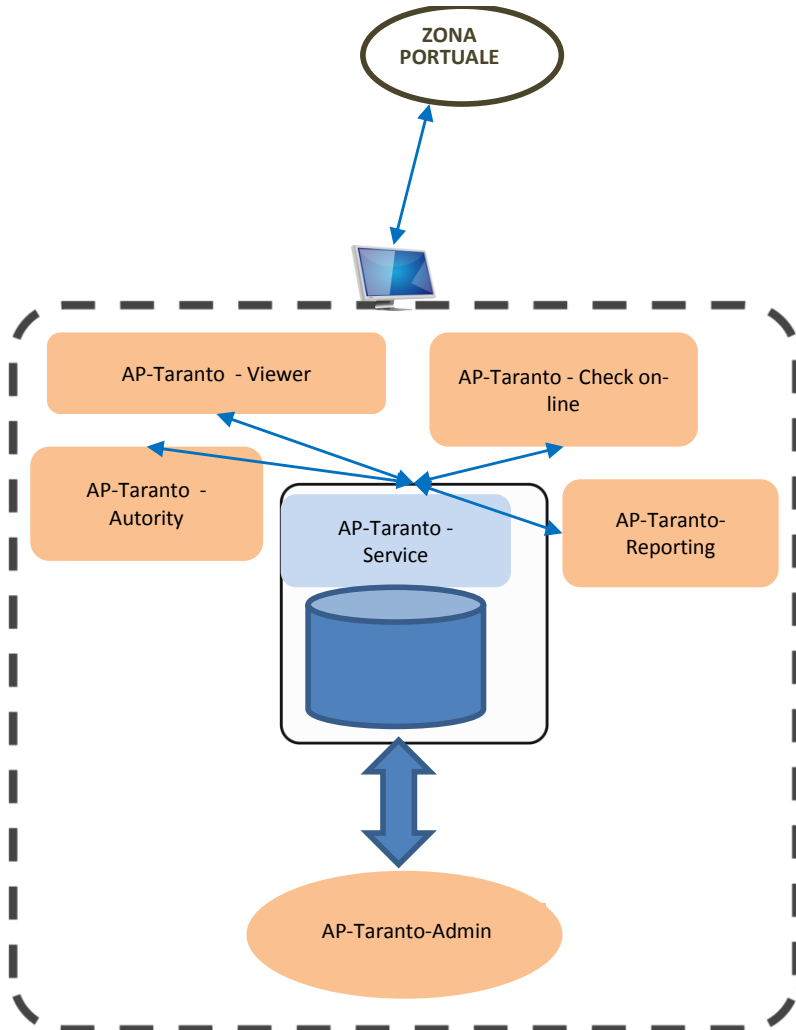 ZONA
PORTUALE
AP-Taranto - Viewer
AP-Taranto - Check on-
line
AP-Taranto -
Autority
AP-Taranto -
Service
AP-Taranto-
Reporting
AP-Taranto-Admin